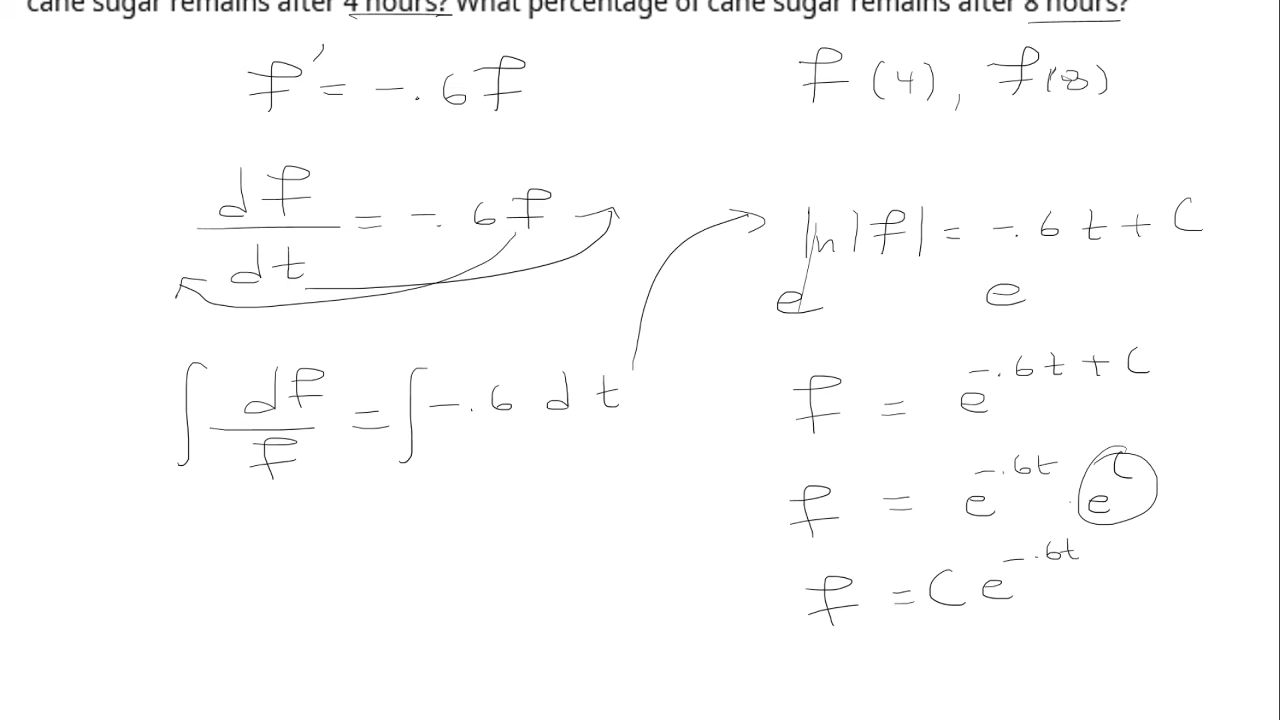 cane sugar remains after 4 hours? What percentage of cane sugar remains after 8 hours?
f' = -.6f
f(4), f(8)
df/dt = -.6f
ln|f| = -.6t + C
e e
∫ df/f = ∫ -.6 dt
f = e^{-.6t + C}
f = e^{-.6t} · e^{C}
f = Ce^{-.6t}